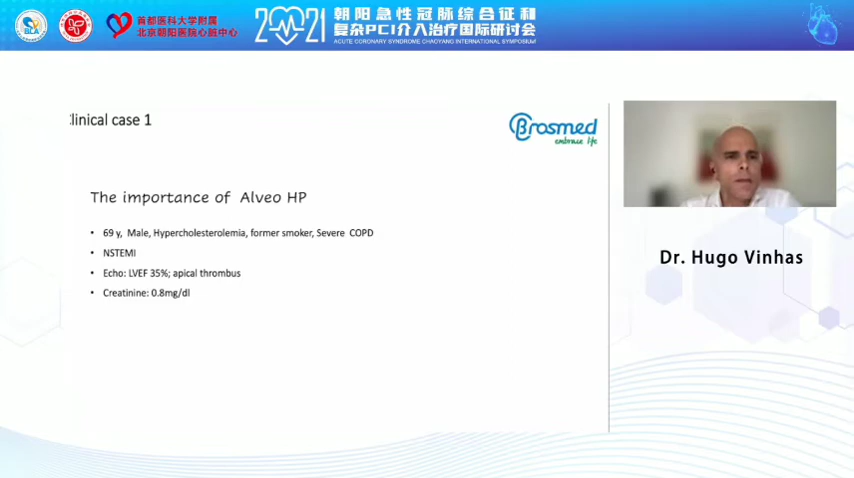 BLA
首都医科大学附属
北京朝阳医院心脏中心
2021
朝阳急性冠脉综合征和
复杂PCI介入治疗国际研讨会
ACUTE CORONARY SYNDROME CHAOYANG INTERNATIONAL SYMPOSIUM
linical case 1
Brosmed
embrace life
The importance of Alveo HP
• 69 y, Male, Hypercholesterolemia, former smoker, Severe COPD
• NSTEMI
• Echo: LVEF 35%; apical thrombus
• Creatinine: 0.8mg/dl
Dr. Hugo Vinhas